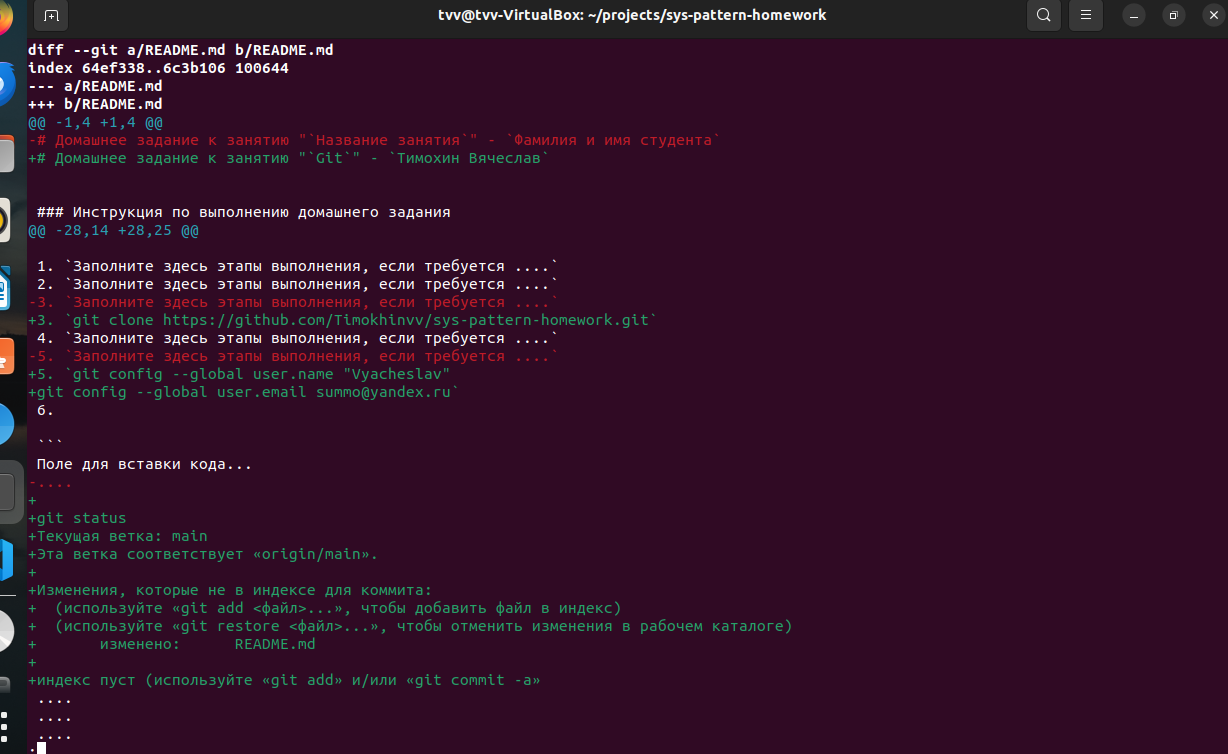 tvv@tvv-VirtualBox: ~/projects/sys-pattern-homework
diff --git a/README.md b/README.md
index 64ef338..6c3b106 100644
--- a/README.md
+++ b/README.md
@@ -1,4 +1,4 @@
-# Домашнее задание к занятию "`Название занятия`" - `Фамилия и имя студента`
+# Домашнее задание к занятию "`Git`" - `Тимохин Вячеслав`
 ### Инструкция по выполнению домашнего задания
@@ -28,14 +28,25 @@
 1. `Заполните здесь этапы выполнения, если требуется ....`
 2. `Заполните здесь этапы выполнения, если требуется ....`
-3. `Заполните здесь этапы выполнения, если требуется ....`
+3. `git clone https://github.com/Timokhinvv/sys-pattern-homework.git`
 4. `Заполните здесь этапы выполнения, если требуется ....`
-5. `Заполните здесь этапы выполнения, если требуется ....`
+5. `git config --global user.name "Vyacheslav"
+git config --global user.email summo@yandex.ru`
 6.
 ```
 Поле для вставки кода...
-....
+
+git status
+Текущая ветка: main
+Эта ветка соответствует «origin/main».
+
+Изменения, которые не в индексе для коммита:
+  (используйте «git add <файл>...», чтобы добавить файл в индекс)
+  (используйте «git restore <файл>...», чтобы отменить изменения в рабочем каталоге)
+       изменено:      README.md
+
+индекс пуст (используйте «git add» и/или «git commit -a»
 ....
 ....
 ....
.